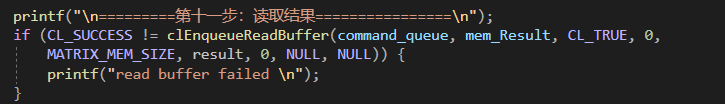 printf("\n=========第十一步：读取结果================\n");
if (CL_SUCCESS != clEnqueueReadBuffer(command_queue, mem_Result, CL_TRUE, 0,
MATRIX_MEM_SIZE, result, 0, NULL, NULL)) {
printf("read buffer failed \n");
}